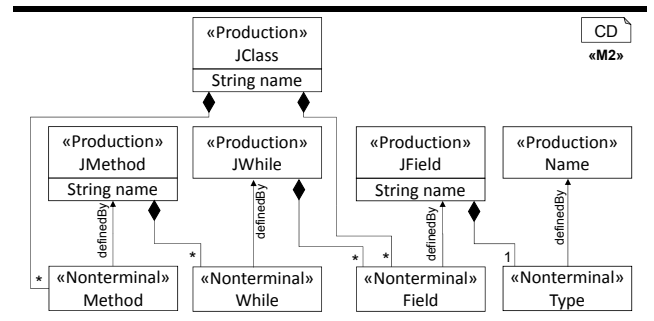 «Production»
JClass
String name
CD
«M2»
«Production»
JMethod
String name
«Production»
JWhile
«Production»
JField
String name
«Production»
Name
definedBy
definedBy
definedBy
definedBy
*
*
*
*
1
«Nonterminal»
Method
«Nonterminal»
While
«Nonterminal»
Field
«Nonterminal»
Type